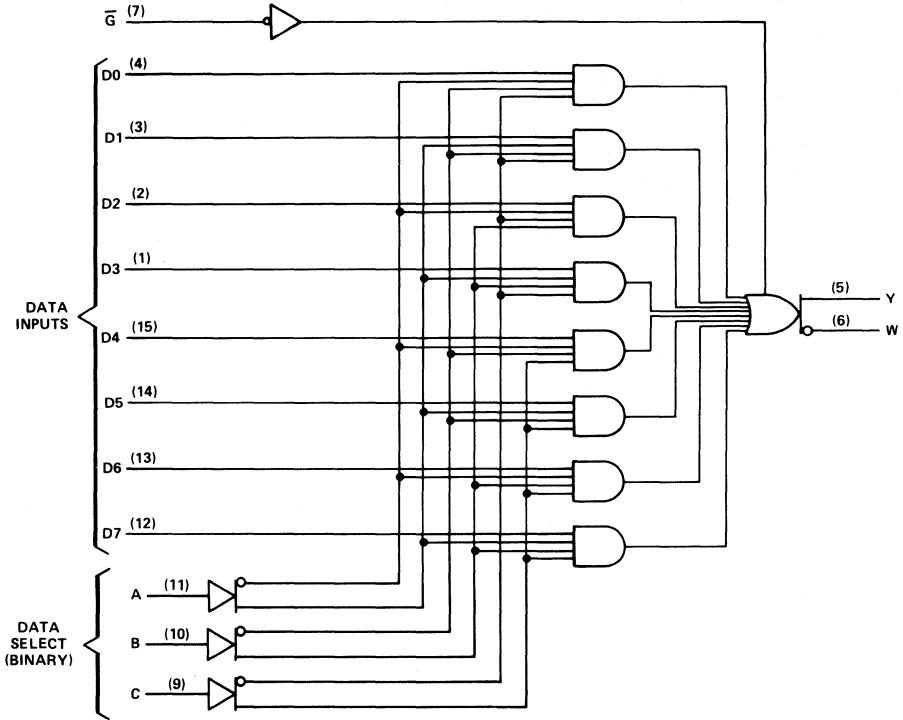 G̅ (7)
D0 (4)
D1 (3)
D2 (2)
D3 (1)
DATA
INPUTS
D4 (15)
D5 (14)
D6 (13)
D7 (12)
(5) Y
(6) W
A (11)
DATA
SELECT
(BINARY)
B (10)
C (9)